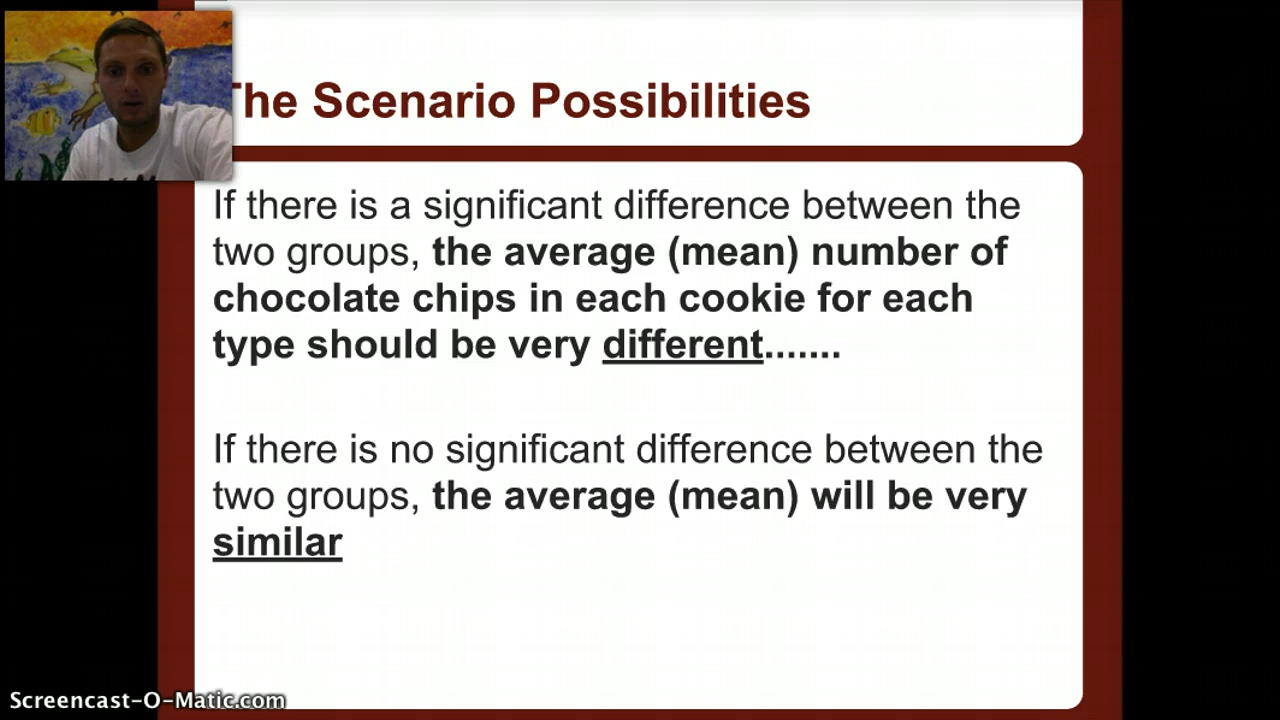 The Scenario Possibilities
If there is a significant difference between the
two groups, the average (mean) number of
chocolate chips in each cookie for each
type should be very different.......
If there is no significant difference between the
two groups, the average (mean) will be very
similar
Screencast-O-Matic.com